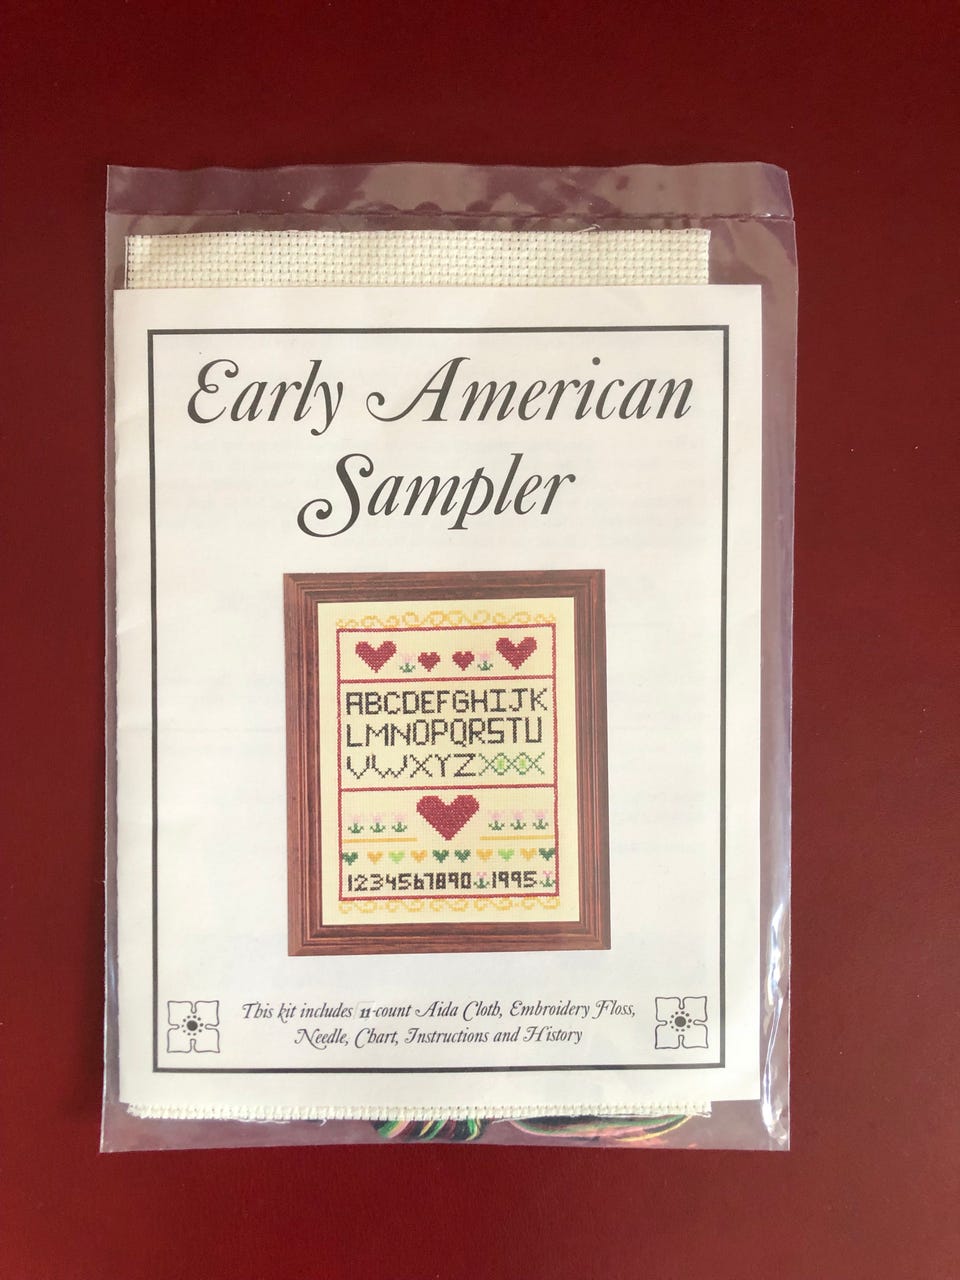 Early American
Sampler
ABCDEFGHIJK
LMNOPQRSTU
VWXYZ
1234567890 1995
This kit includes 11-count Aida Cloth, Embroidery Floss,
Needle, Chart, Instructions and History